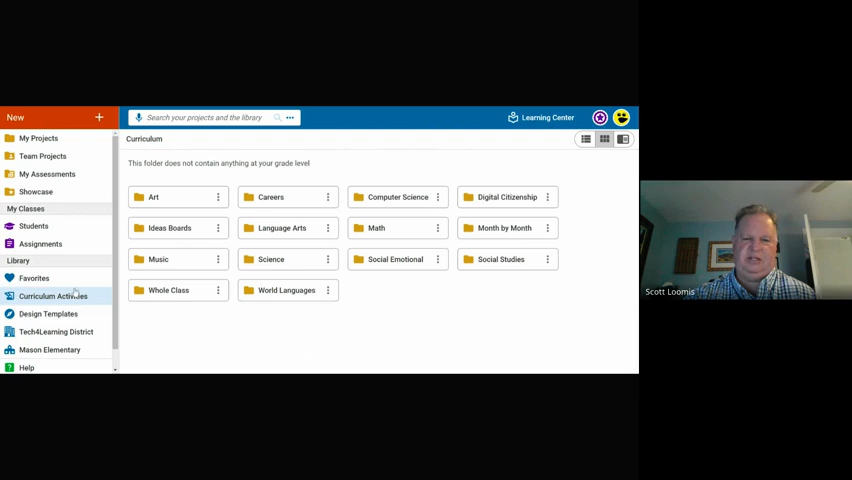 New +
Search your projects and the library
Learning Center
My Projects
Team Projects
My Assessments
Showcase
My Classes
Students
Assignments
Library
Favorites
Curriculum Activities
Design Templates
Tech4Learning District
Mason Elementary
Help
Curriculum
This folder does not contain anything at your grade level
Art
Careers
Computer Science
Digital Citizenship
Ideas Boards
Language Arts
Math
Month by Month
Music
Science
Social Emotional
Social Studies
Whole Class
World Languages
Scott Loomis